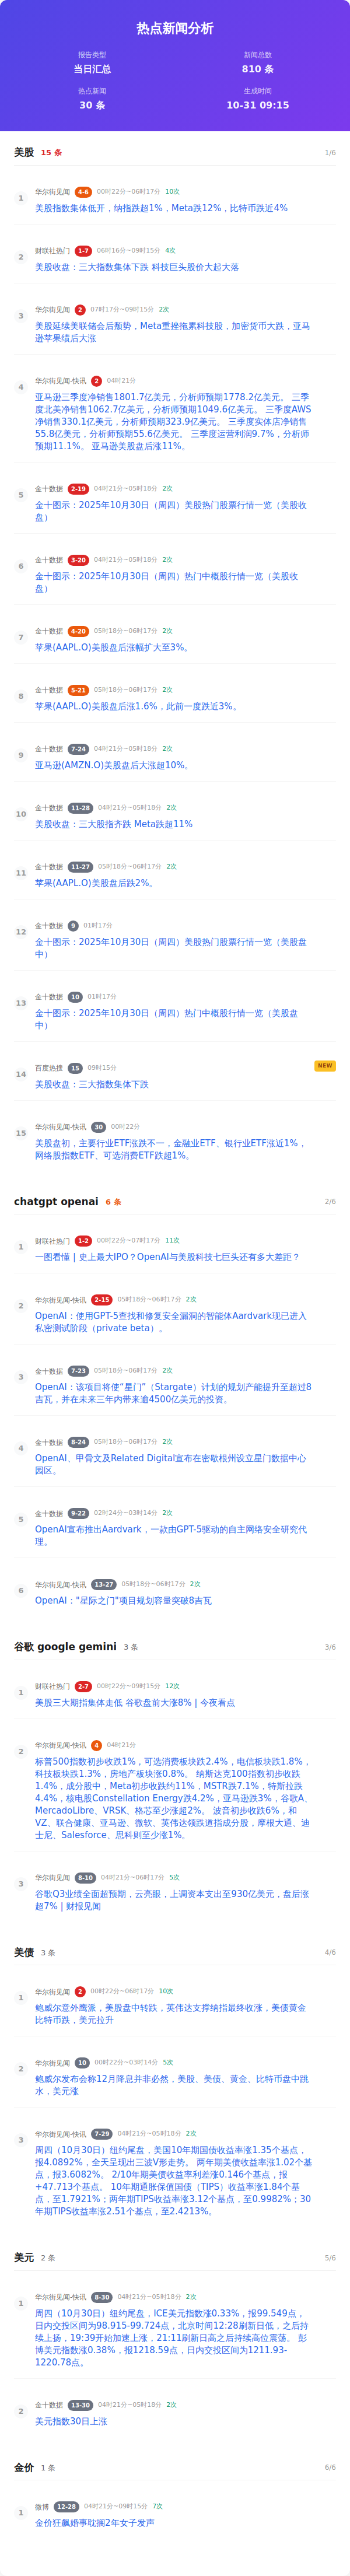 热点新闻分析
报告类型
当日汇总
新闻总数
810 条
热点新闻
30 条
生成时间
10-31 09:15
美股 15 条 1/6
1
华尔街见闻 4-6 00时22分~06时17分 10次
美股指数集体低开，纳指跌超1%，Meta跌12%，比特币跌近4%
2
财联社热门 1-7 06时16分~09时15分 4次
美股收盘：三大指数集体下跌 科技巨头股价大起大落
3
华尔街见闻 2 07时17分~09时15分 2次
美股延续美联储会后颓势，Meta重挫拖累科技股，加密货币大跌，亚马
逊苹果绩后大涨
4
华尔街见闻-快讯 2 04时21分
亚马逊三季度净销售1801.7亿美元，分析师预期1778.2亿美元。 三季
度北美净销售1062.7亿美元，分析师预期1049.6亿美元。 三季度AWS
净销售330.1亿美元，分析师预期323.9亿美元。 三季度实体店净销售
55.8亿美元，分析师预期55.6亿美元。 三季度运营利润9.7%，分析师
预期11.1%。 亚马逊美股盘后涨11%。
5
金十数据 2-19 04时21分~05时18分 2次
金十图示：2025年10月30日（周四）美股热门股票行情一览（美股收
盘）
6
金十数据 3-20 04时21分~05时18分 2次
金十图示：2025年10月30日（周四）热门中概股行情一览（美股收
盘）
7
金十数据 4-20 05时18分~06时17分 2次
苹果(AAPL.O)美股盘后涨幅扩大至3%。
8
金十数据 5-21 05时18分~06时17分 2次
苹果(AAPL.O)美股盘后涨1.6%，此前一度跌近3%。
9
金十数据 7-24 04时21分~05时18分 2次
亚马逊(AMZN.O)美股盘后大涨超10%。
10
金十数据 11-28 04时21分~05时18分 2次
美股收盘：三大股指齐跌 Meta跌超11%
11
金十数据 11-27 05时18分~06时17分 2次
苹果(AAPL.O)美股盘后跌2%。
12
金十数据 9 01时17分
金十图示：2025年10月30日（周四）美股热门股票行情一览（美股盘
中）
13
金十数据 10 01时17分
金十图示：2025年10月30日（周四）热门中概股行情一览（美股盘
中）
14
百度热搜 15 09时15分 NEW
美股收盘：三大指数集体下跌
15
华尔街见闻-快讯 30 00时22分
美股盘初，主要行业ETF涨跌不一，金融业ETF、银行业ETF涨近1%，
网络股指数ETF、可选消费ETF跌超1%。
chatgpt openai 6 条 2/6
1
财联社热门 1-2 00时22分~07时17分 11次
一图看懂 | 史上最大IPO？OpenAI与美股科技七巨头还有多大差距？
2
华尔街见闻-快讯 2-15 05时18分~06时17分 2次
OpenAI：使用GPT-5查找和修复安全漏洞的智能体Aardvark现已进入
私密测试阶段（private beta）。
3
金十数据 7-23 05时18分~06时17分 2次
OpenAI：该项目将使“星门”（Stargate）计划的规划产能提升至超过8
吉瓦，并在未来三年内带来逾4500亿美元的投资。
4
金十数据 8-24 05时18分~06时17分 2次
OpenAI、甲骨文及Related Digital宣布在密歇根州设立星门数据中心
园区。
5
金十数据 9-22 02时24分~03时14分 2次
OpenAI宣布推出Aardvark，一款由GPT-5驱动的自主网络安全研究代
理。
6
华尔街见闻-快讯 13-27 05时18分~06时17分 2次
OpenAI："星际之门"项目规划容量突破8吉瓦
谷歌 google gemini 3 条 3/6
1
财联社热门 2-7 00时22分~09时15分 12次
美股三大期指集体走低 谷歌盘前大涨8% | 今夜看点
2
华尔街见闻-快讯 4 04时21分
标普500指数初步收跌1%，可选消费板块跌2.4%，电信板块跌1.8%，
科技板块跌1.3%，房地产板块涨0.8%。 纳斯达克100指数初步收跌
1.4%，成分股中，Meta初步收跌约11%，MSTR跌7.1%，特斯拉跌
4.4%，核电股Constellation Energy跌4.2%，亚马逊跌3%，谷歌A、
MercadoLibre、VRSK、格芯至少涨超2%。 波音初步收跌6%，和
VZ、联合健康、亚马逊、微软、英伟达领跌道指成分股，摩根大通、迪
士尼、Salesforce、思科则至少涨1%。
3
华尔街见闻 8-10 04时21分~06时17分 5次
谷歌Q3业绩全面超预期，云亮眼，上调资本支出至930亿美元，盘后涨
超7% | 财报见闻
美债 3 条 4/6
1
华尔街见闻 2 00时22分~06时17分 10次
鲍威尔意外鹰派，美股盘中转跌，英伟达支撑纳指最终收涨，美债黄金
比特币跌，美元拉升
2
华尔街见闻 10 00时22分~03时14分 5次
鲍威尔发布会称12月降息并非必然，美股、美债、黄金、比特币盘中跳
水，美元涨
3
华尔街见闻-快讯 7-29 04时21分~05时18分 2次
周四（10月30日）纽约尾盘，美国10年期国债收益率涨1.35个基点，
报4.0892%，全天呈现出三波V形走势。 两年期美债收益率涨1.02个基
点，报3.6082%。 2/10年期美债收益率利差涨0.146个基点，报
+47.713个基点。 10年期通胀保值国债（TIPS）收益率涨1.84个基
点，至1.7921%；两年期TIPS收益率涨3.12个基点，至0.9982%；30
年期TIPS收益率涨2.51个基点，至2.4213%。
美元 2 条 5/6
1
华尔街见闻-快讯 8-30 04时21分~05时18分 2次
周四（10月30日）纽约尾盘，ICE美元指数涨0.33%，报99.549点，
日内交投区间为98.915-99.724点，北京时间12:28刷新日低，之后持
续上扬，19:39开始加速上涨，21:11刷新日高之后持续高位震荡。 彭
博美元指数涨0.38%，报1218.59点，日内交投区间为1211.93-
1220.78点。
2
金十数据 13-30 04时21分~05时18分 2次
美元指数30日上涨
金价 1 条 6/6
1
微博 12-28 04时21分~09时15分 7次
金价狂飙婚事耽搁2年女子发声